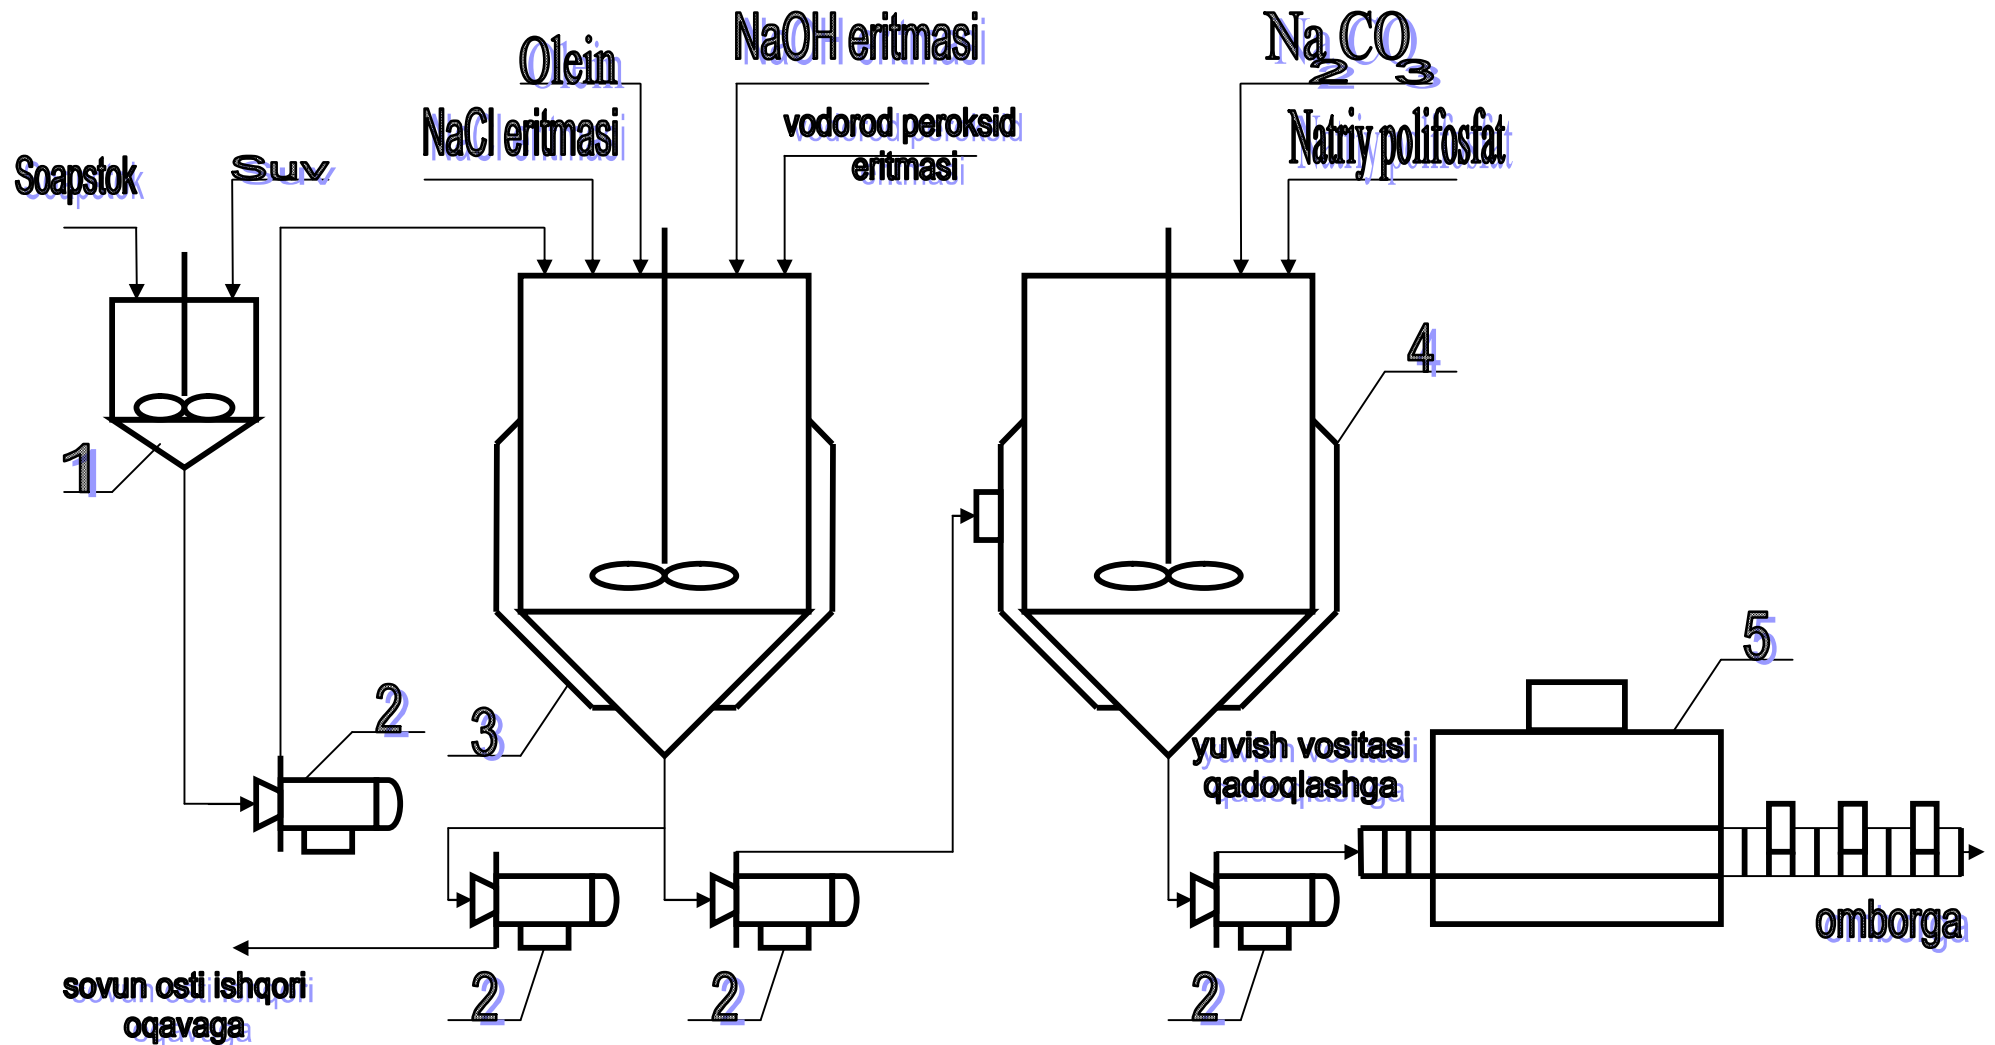 Olein
NaOH eritmasi
Na2CO3
NaCl eritmasi
vodorod peroksid
eritmasi
Natriy polifosfat
Soapstok
Suv
4
1
5
2
3
yuvish vositasi
qadoqlashga
omborga
sovun osti ishqori
oqavaga
2
2
2